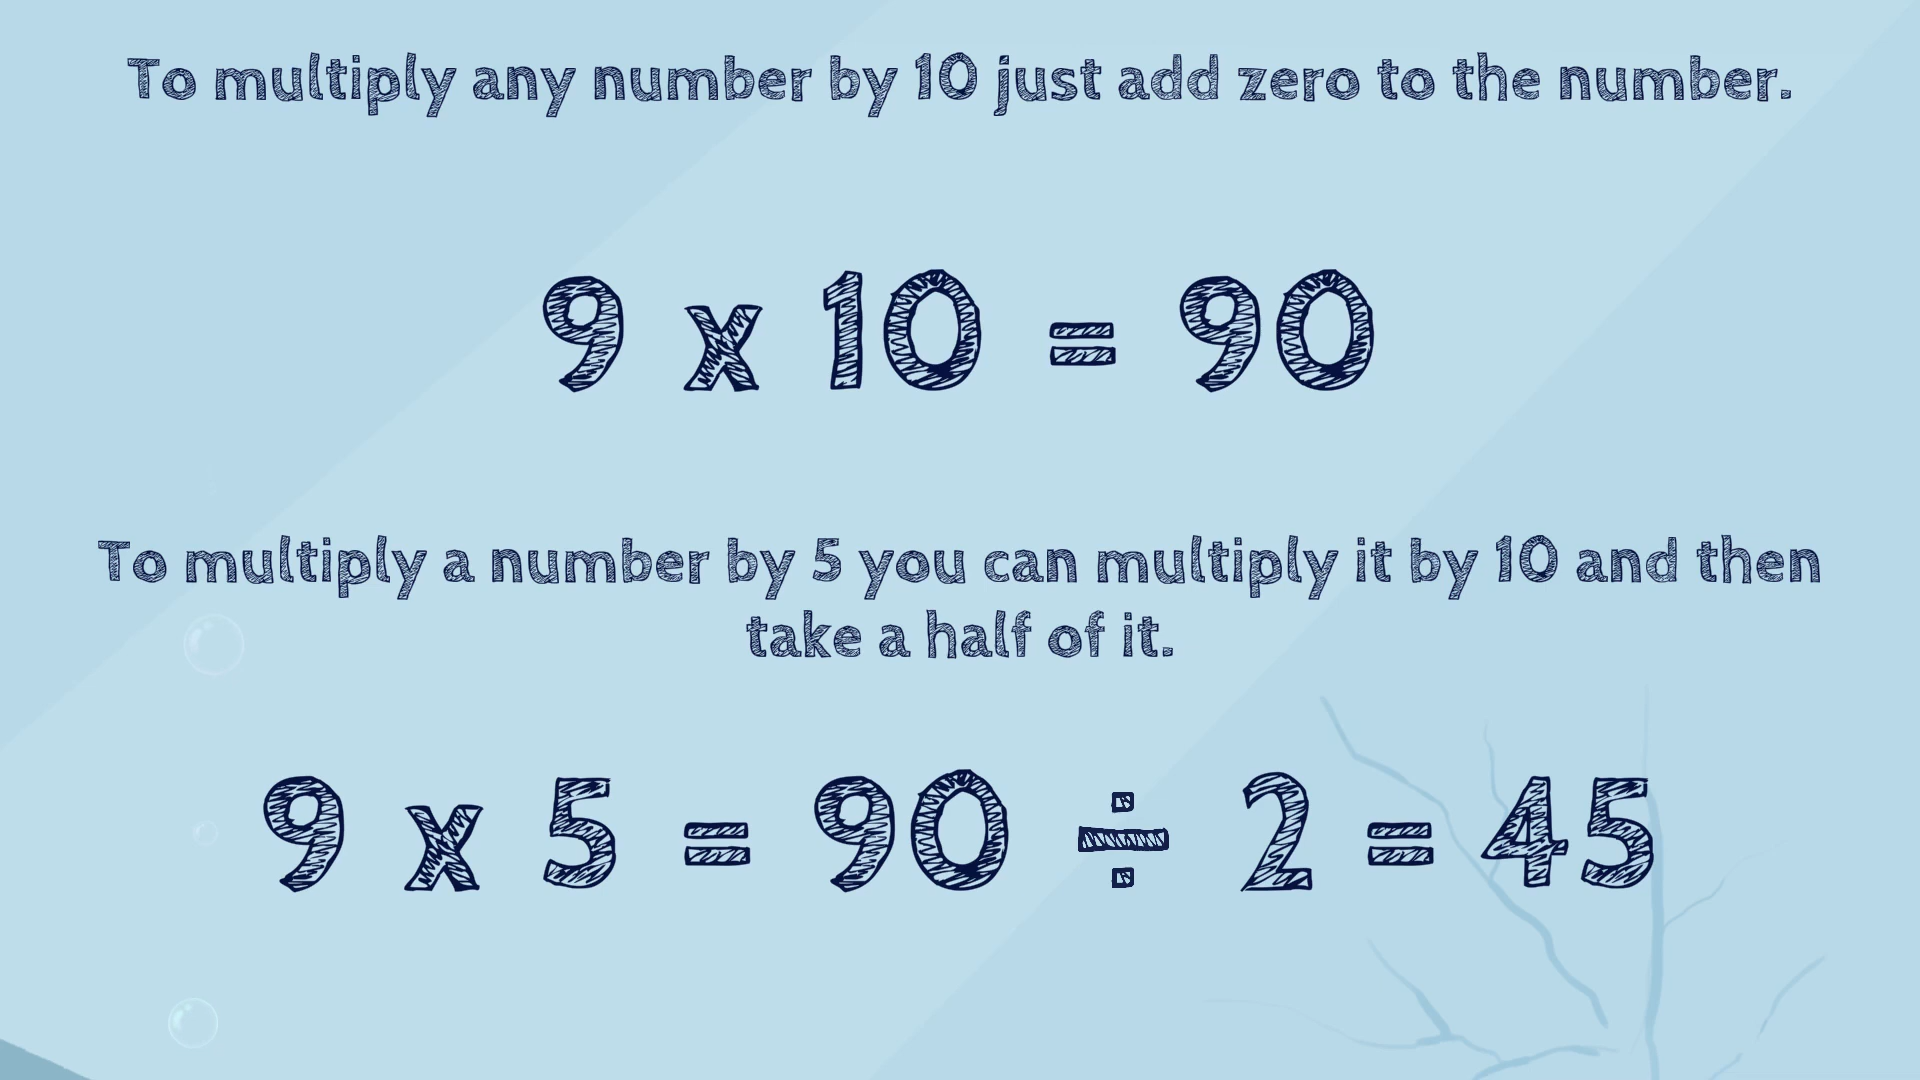 To multiply any number by 10 just add zero to the number.
9 x 10 = 90
To multiply a number by 5 you can multiply it by 10 and then
take a half of it.
9 x 5 = 90 ÷ 2 = 45